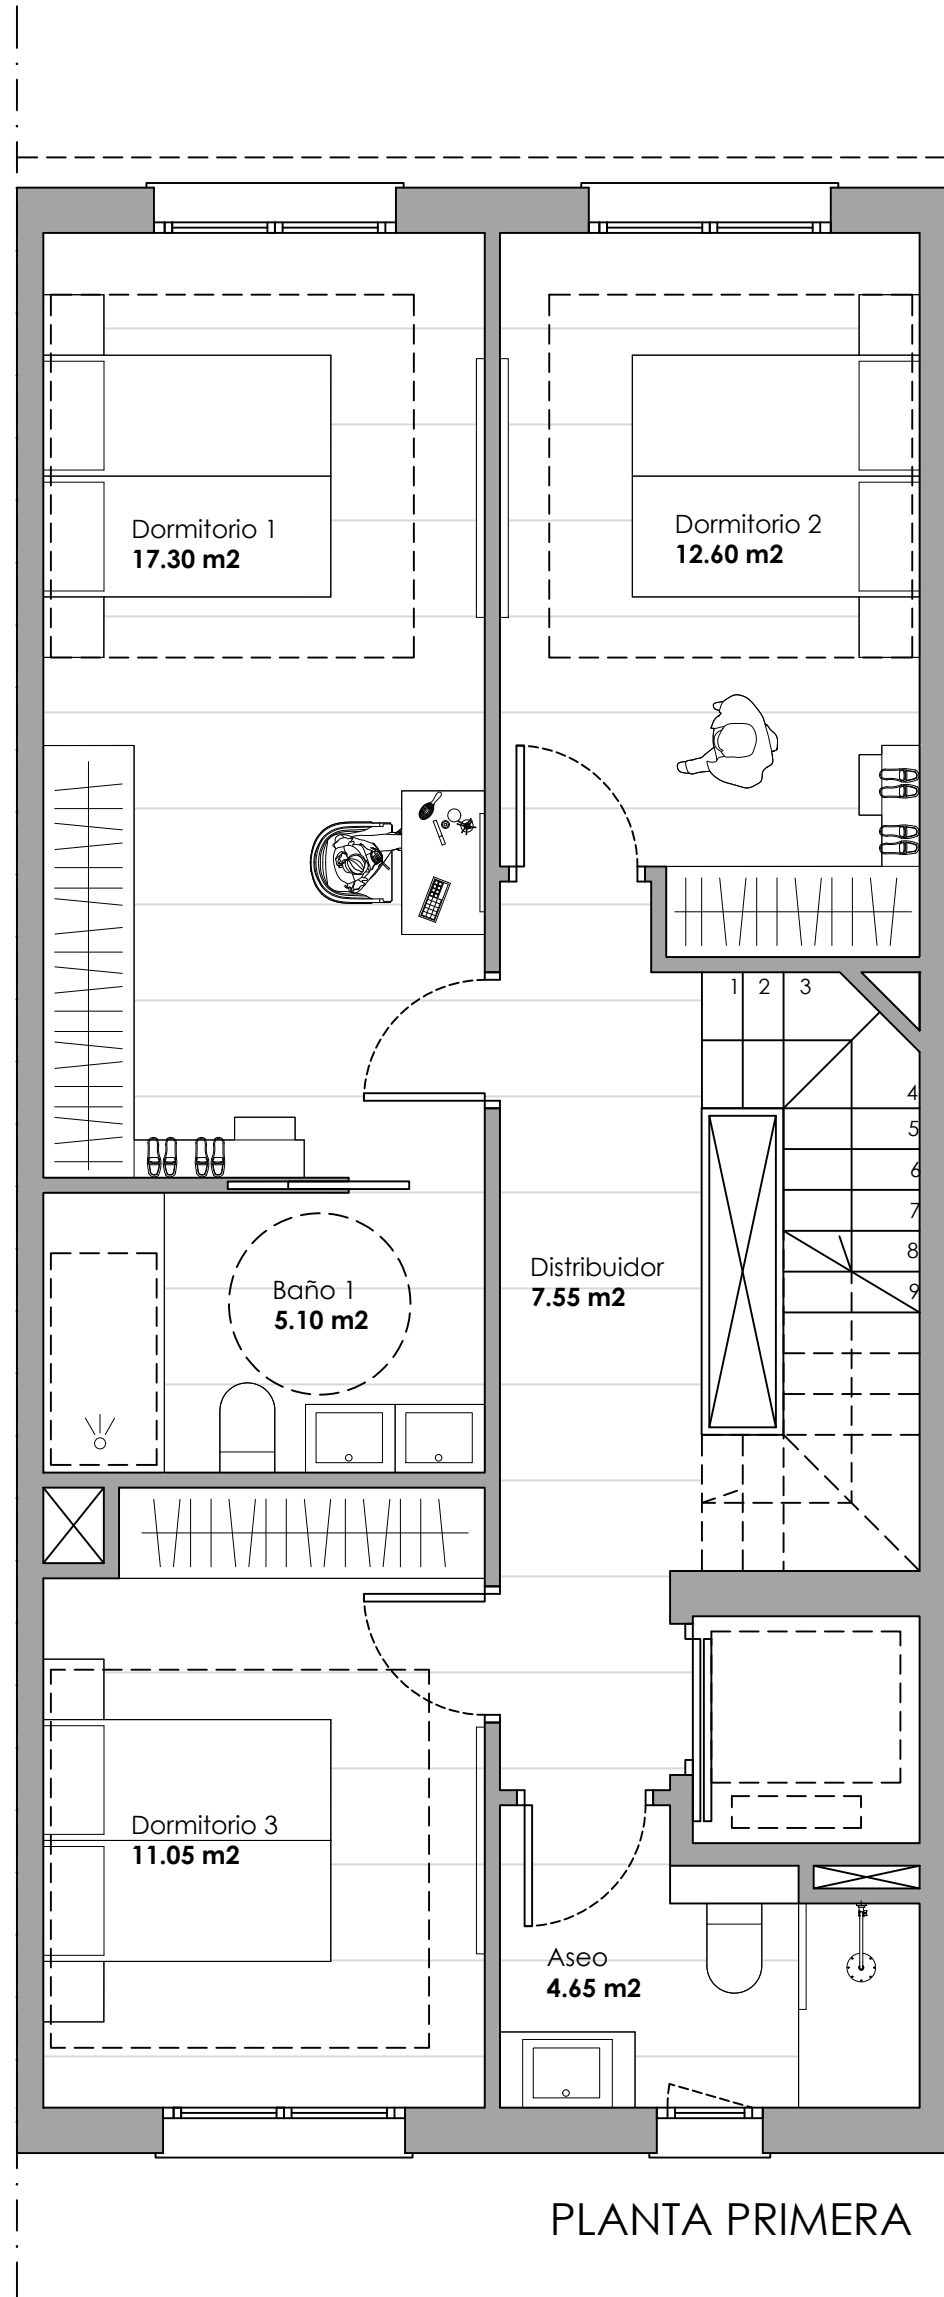 Dormitorio 1
17.30 m2
Dormitorio 2
12.60 m2
1 2 3
4
5
6
7
8
9
Distribuidor
7.55 m2
Baño 1
5.10 m2
Dormitorio 3
11.05 m2
Aseo
4.65 m2
PLANTA PRIMERA